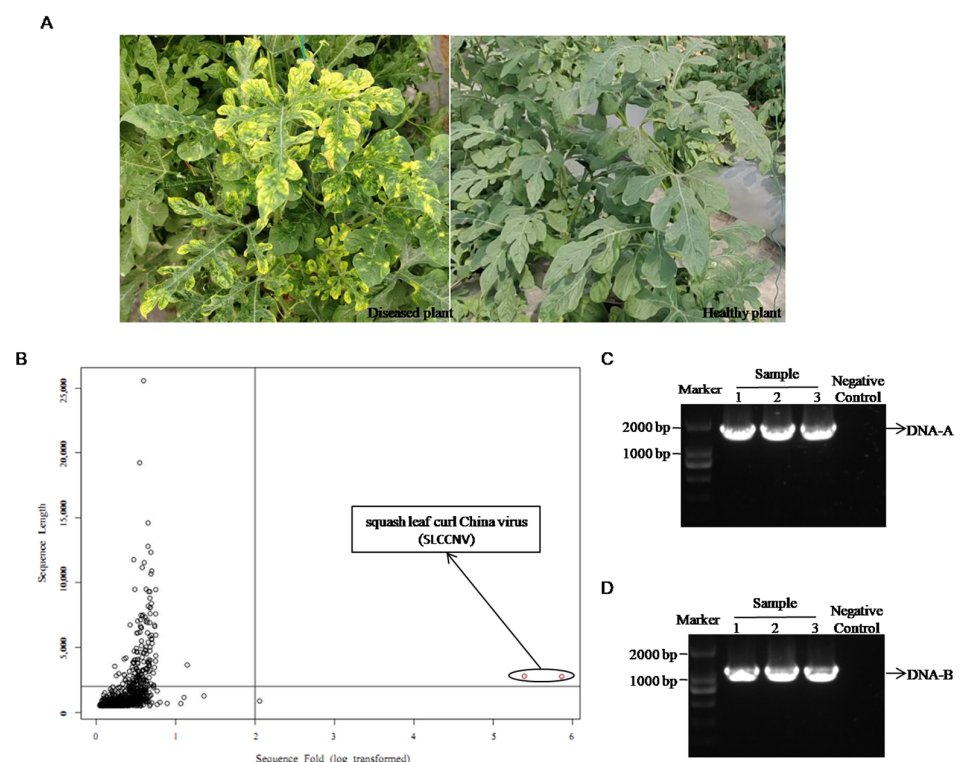 A
Diseased plant
Healthy plant
B
25,000
20,000
15,000
10,000
5,000
0
Sequence Length
squash leaf curl China virus
(SLCCNV)
0 1 2 3 4 5 6
Sequence Fold (log transformed)
C
Sample
Marker 1 2 3 Negative Control
2000 bp
1000 bp
DNA-A
D
Sample
Marker 1 2 3 Negative Control
2000 bp
1000 bp
DNA-B